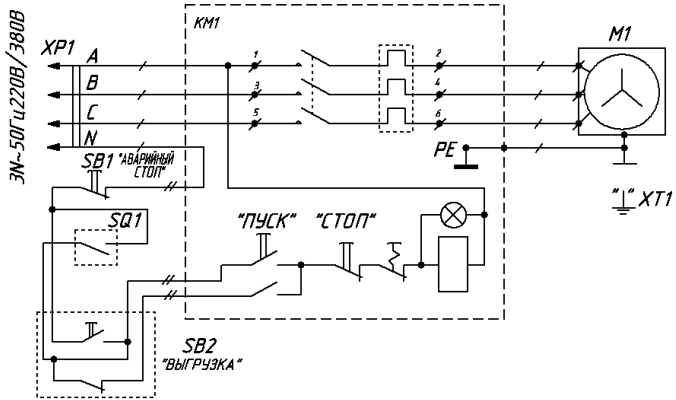 3N~50Гц220В/380В
XP1
A
B
C
N
KM1
1
3
5
2
4
6
M1
PE
"⏊" XT1
SB1 "АВАРИЙНЫЙ
СТОП"
SQ1
"ПУСК"
"СТОП"
SB2
"ВЫГРУЗКА"